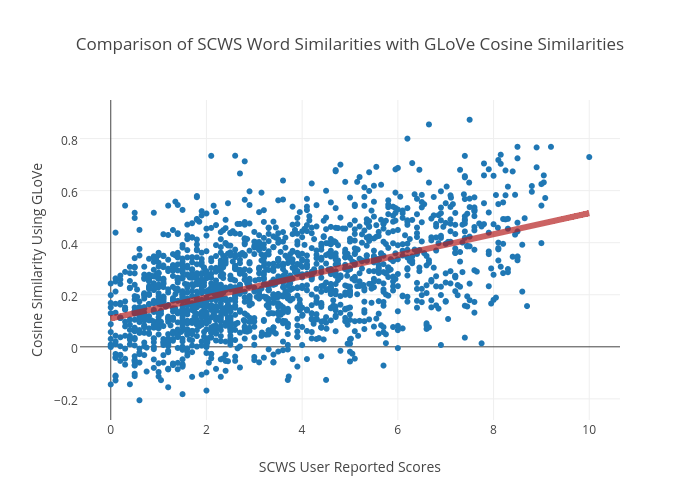 Comparison of SCWS Word Similarities with GLoVe Cosine Similarities
Cosine Similarity Using GLoVe
0.8
0.6
0.4
0.2
0
−0.2
0 2 4 6 8 10
SCWS User Reported Scores